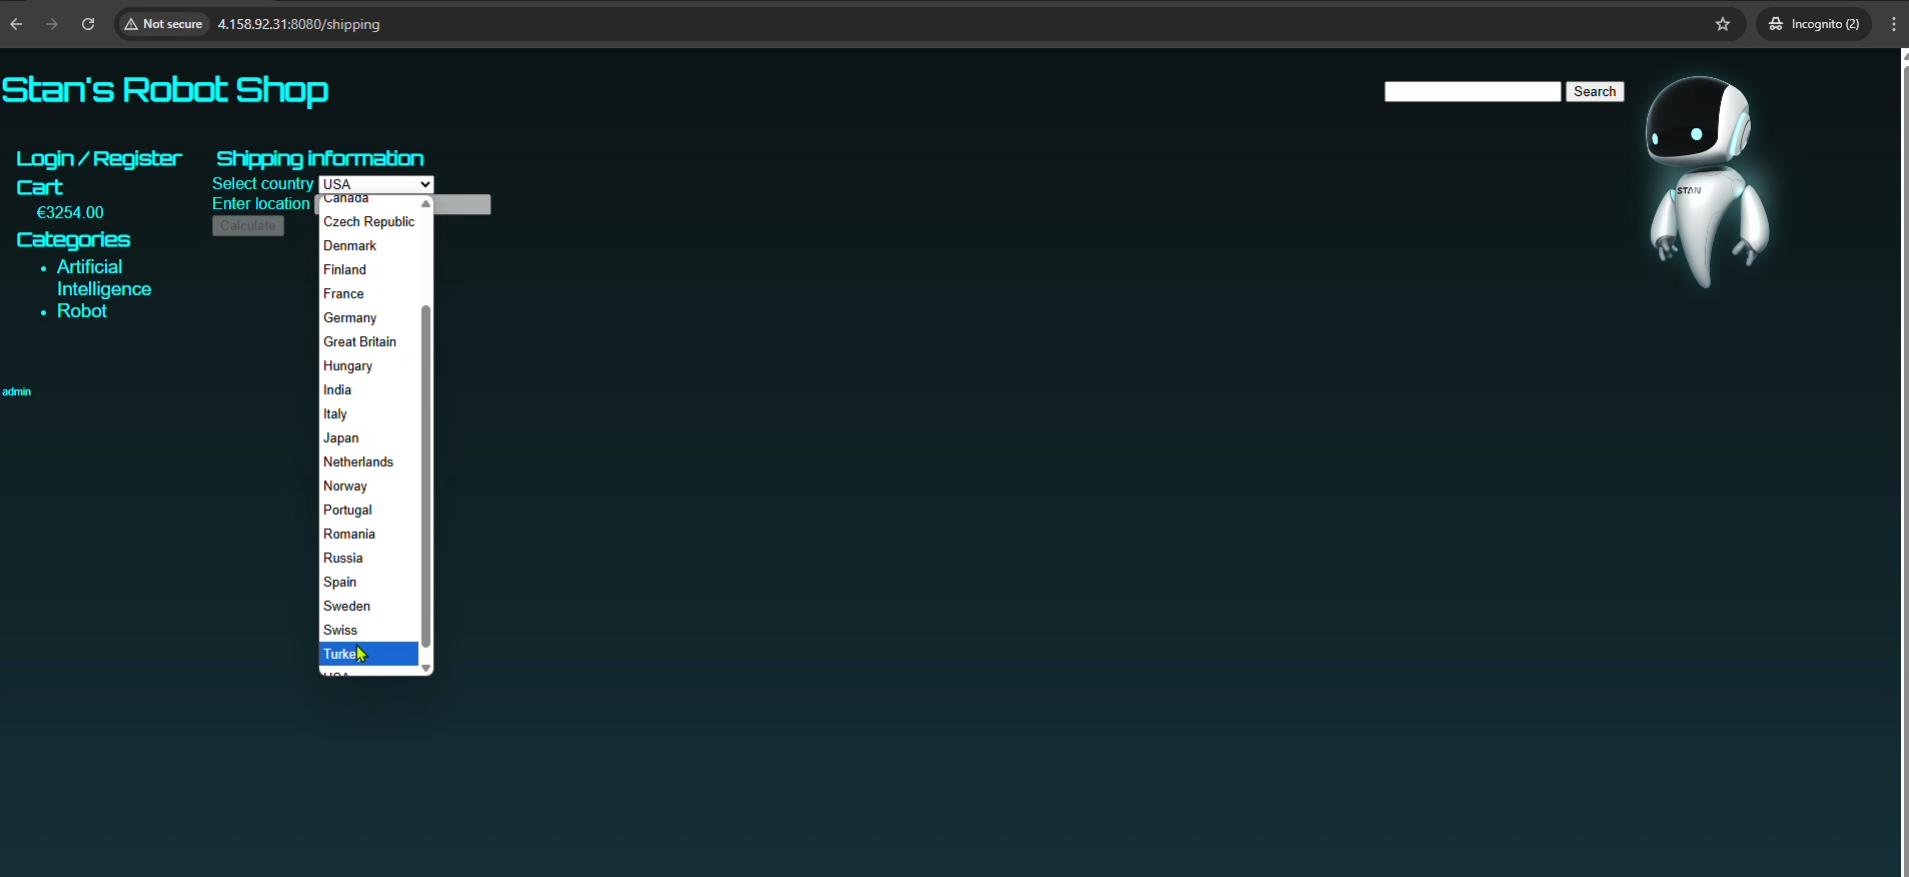 Not secure
4.158.92.31:8080/shipping
Incognito (2)
Stan's Robot Shop
Search
STAN
Login / Register
Cart
€3254.00
Categories
Artificial
Intelligence
Robot
admin
Shipping information
Select country USA
Enter location
Calculate
Canada
Czech Republic
Denmark
Finland
France
Germany
Great Britain
Hungary
India
Italy
Japan
Netherlands
Norway
Portugal
Romania
Russia
Spain
Sweden
Swiss
Turke
USA